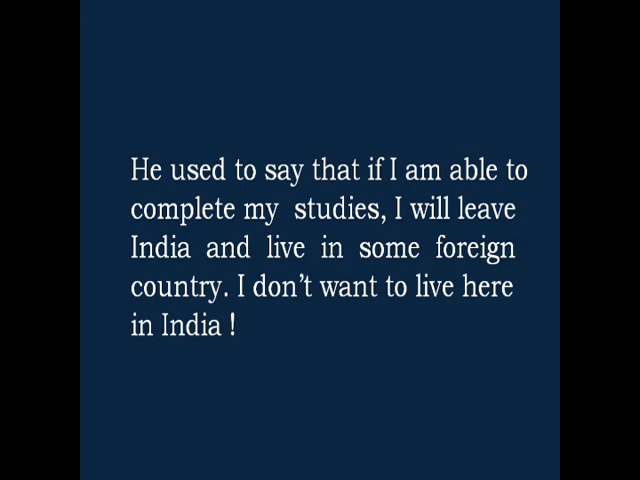 He used to say that if I am able to
complete my studies, I will leave
India and live in some foreign
country. I don’t want to live here
in India !